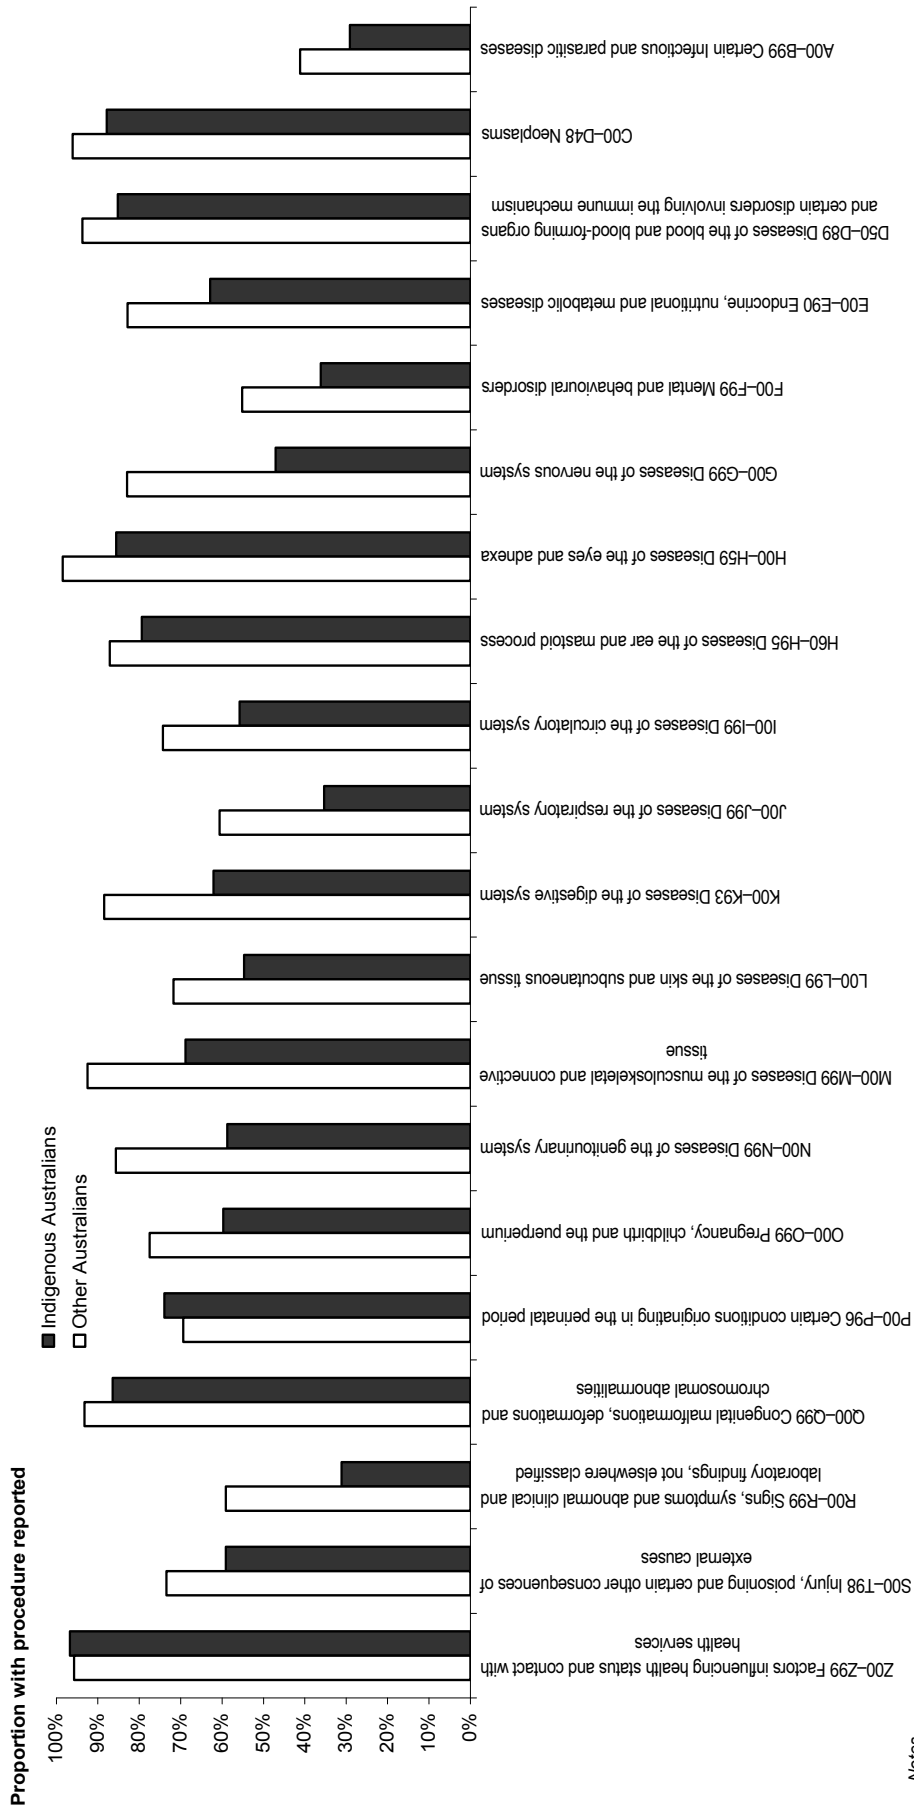 Proportion with procedure reported
Indigenous Australians
Other Australians
100%
90%
80%
70%
60%
50%
40%
30%
20%
10%
0%
Z00–Z99 Factors influencing health status and contact with
health services
S00–T98 Injury, poisoning and certain other consequences of
external causes
R00–R99 Signs, symptoms and abnormal clinical and
laboratory findings, not elsewhere classified
Q00–Q99 Congenital malformations, deformations and
chromosomal abnormalities
P00–P96 Certain conditions originating in the perinatal period
O00–O99 Pregnancy, childbirth and the puerperium
N00–N99 Diseases of the genitourinary system
M00–M99 Diseases of the musculoskeletal and connective
tissue
L00–L99 Diseases of the skin and subcutaneous tissue
K00–K93 Diseases of the digestive system
J00–J99 Diseases of the respiratory system
I00–I99 Diseases of the circulatory system
H60–H95 Diseases of the ear and mastoid process
H00–H59 Diseases of the eyes and adnexa
G00–G99 Diseases of the nervous system
F00–F99 Mental and behavioural disorders
E00–E90 Endocrine, nutritional and metabolic diseases
D50–D89 Diseases of the blood and blood-forming organs
and certain disorders involving the immune mechanism
C00–D48 Neoplasms
A00–B99 Certain Infectious and parasitic diseases
Notes